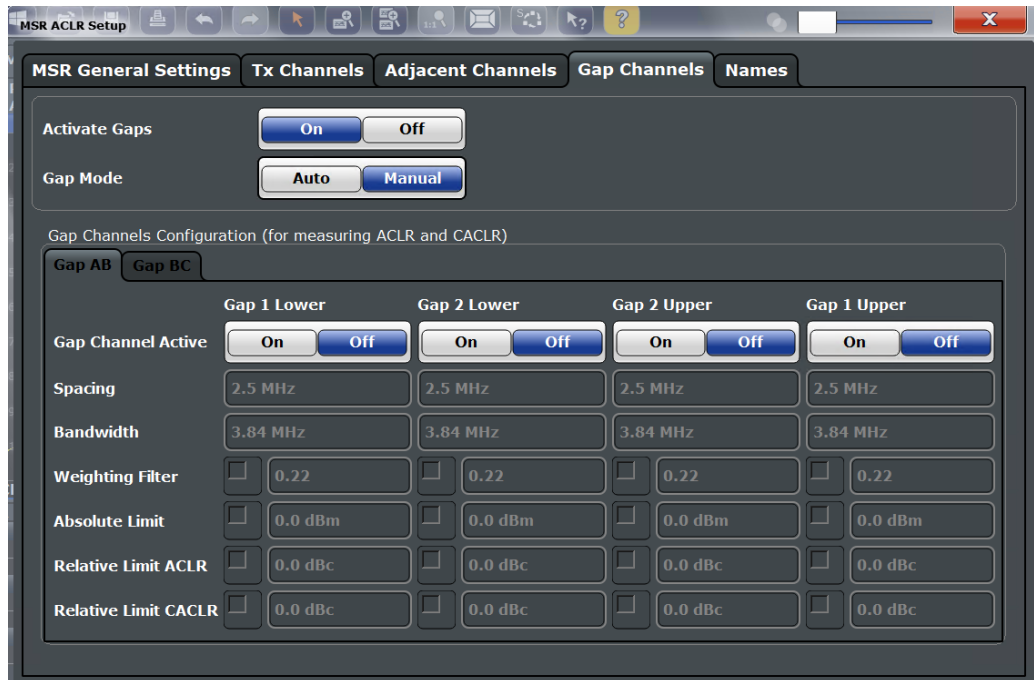 MSR ACLR Setup
MSR General Settings Tx Channels Adjacent Channels Gap Channels Names
Activate Gaps On Off
Gap Mode Auto Manual
Gap Channels Configuration (for measuring ACLR and CACLR)
Gap AB Gap BC
Gap 1 Lower Gap 2 Lower Gap 2 Upper Gap 1 Upper
Gap Channel Active On Off On Off On Off On Off
Spacing 2.5 MHz 2.5 MHz 2.5 MHz 2.5 MHz
Bandwidth 3.84 MHz 3.84 MHz 3.84 MHz 3.84 MHz
Weighting Filter 0.22 0.22 0.22 0.22
Absolute Limit 0.0 dBm 0.0 dBm 0.0 dBm 0.0 dBm
Relative Limit ACLR 0.0 dBc 0.0 dBc 0.0 dBc 0.0 dBc
Relative Limit CACLR 0.0 dBc 0.0 dBc 0.0 dBc 0.0 dBc